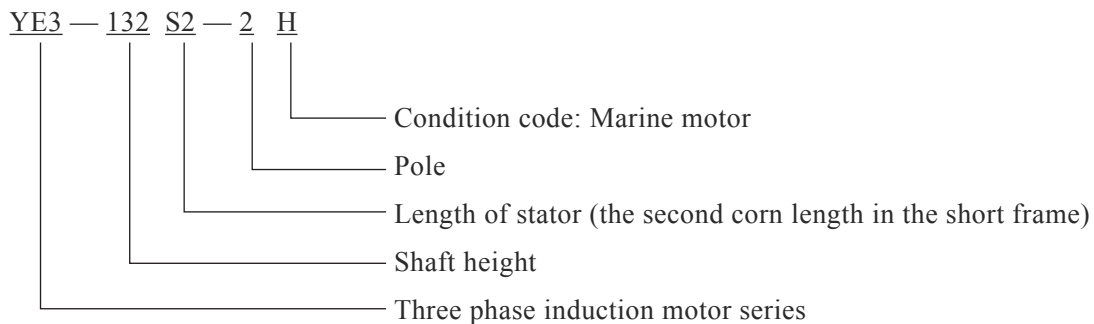 YE3 — 132 S2 — 2 H
Condition code: Marine motor
Pole
Length of stator (the second corn length in the short frame)
Shaft height
Three phase induction motor series